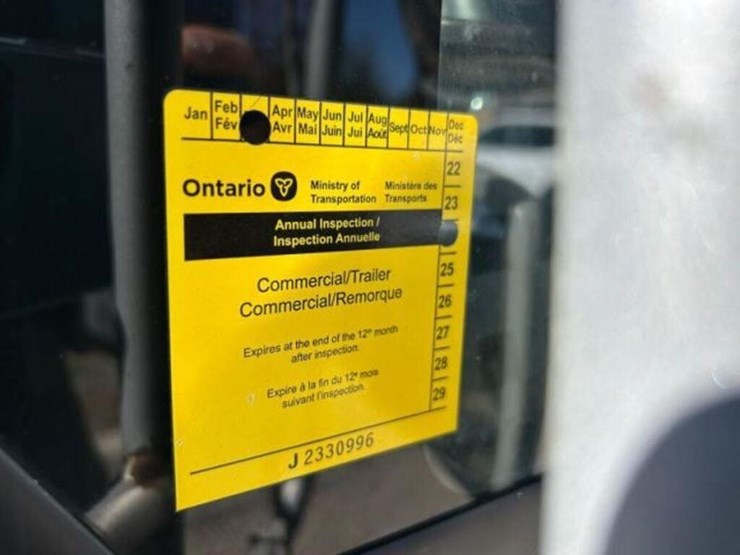 Jan Feb Apr May Jun Jul Aug Sept Oct Nov Dec
Fév Avr Mai Juin Jui Août Déc
22
Ontario Ministry of Ministère des
Transportation Transports
23
Annual Inspection /
Inspection Annuelle
Commercial/Trailer
25
Commercial/Remorque
26
Expires at the end of the 12e month
27
after inspection.
28
Expire à la fin du 12e mois
suivant l'inspection.
29
J 2330996